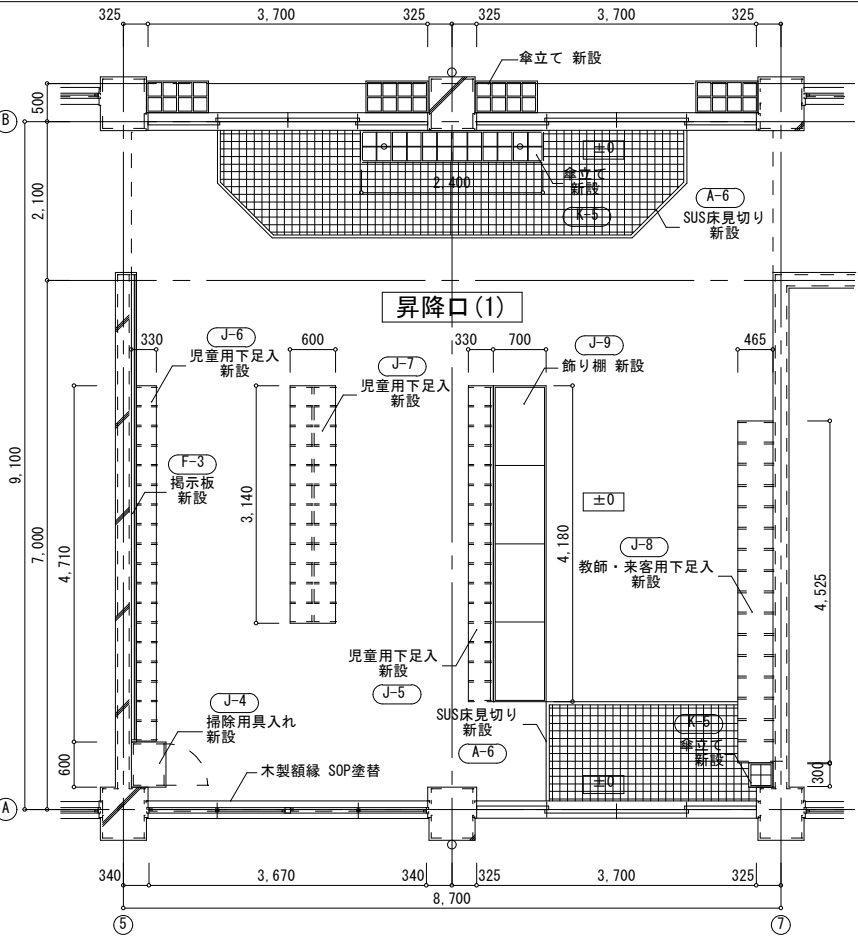 325 3,700 325 325 3,700 325
傘立て 新設
500
B
±0
傘立て
新設
2,400
2,100
A-6
SUS床見切り
新設
K-5
昇降口(1)
330
J-6
児童用下足入
新設
600
J-7
児童用下足入
新設
330 700
J-9
飾り棚 新設
465
F-3
掲示板
新設
9,100
7,000
4,710
3,140
4,180
±0
J-8
教師・来客用下足入
新設
4,525
児童用下足入
新設
J-5
J-4
掃除用具入れ
新設
SUS床見切り
新設
A-6
K-5
傘立て
新設
600
木製額縁 SOP塗替
±0
300
A
340 3,670 340 325 3,700 325
8,700
5 7